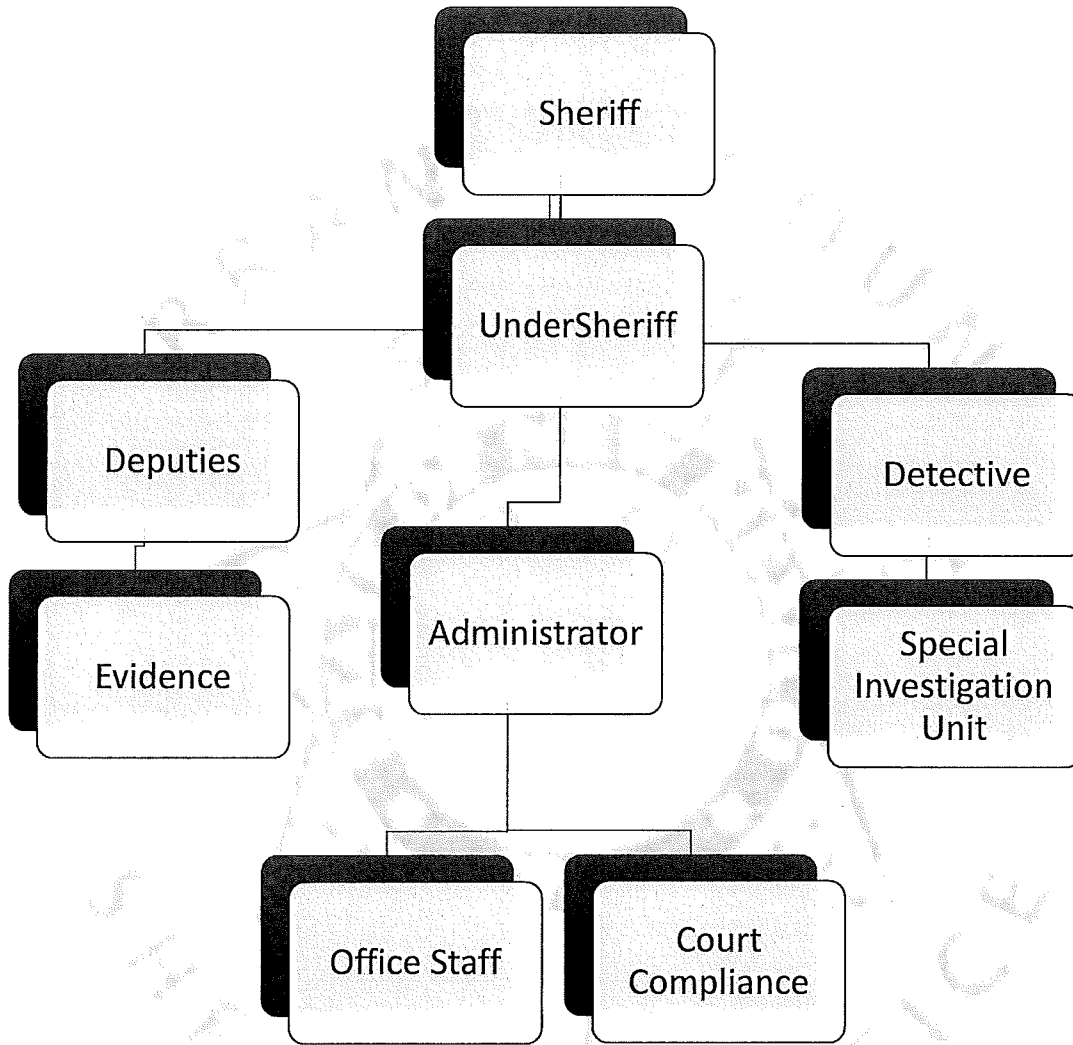 Sheriff
UnderSheriff
Deputies
Detective
Evidence
Administrator
Special
Investigation
Unit
Office Staff
Court
Compliance